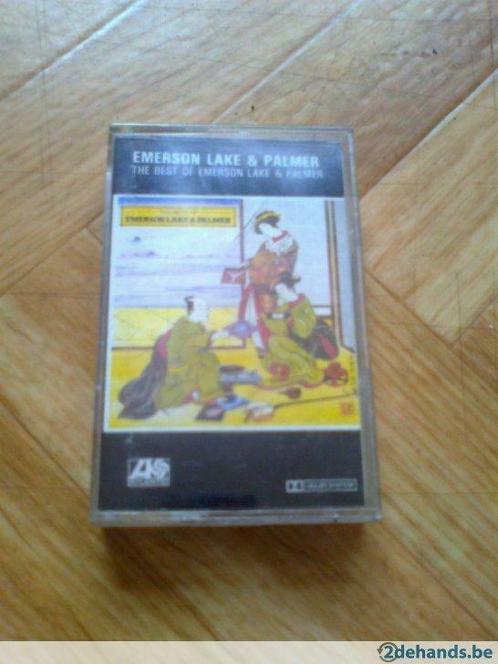 EMERSON LAKE & PALMER
THE BEST OF EMERSON LAKE & PALMER
EMERSON LAKE & PALMER
DOLBY SYSTEM
2dehands.be